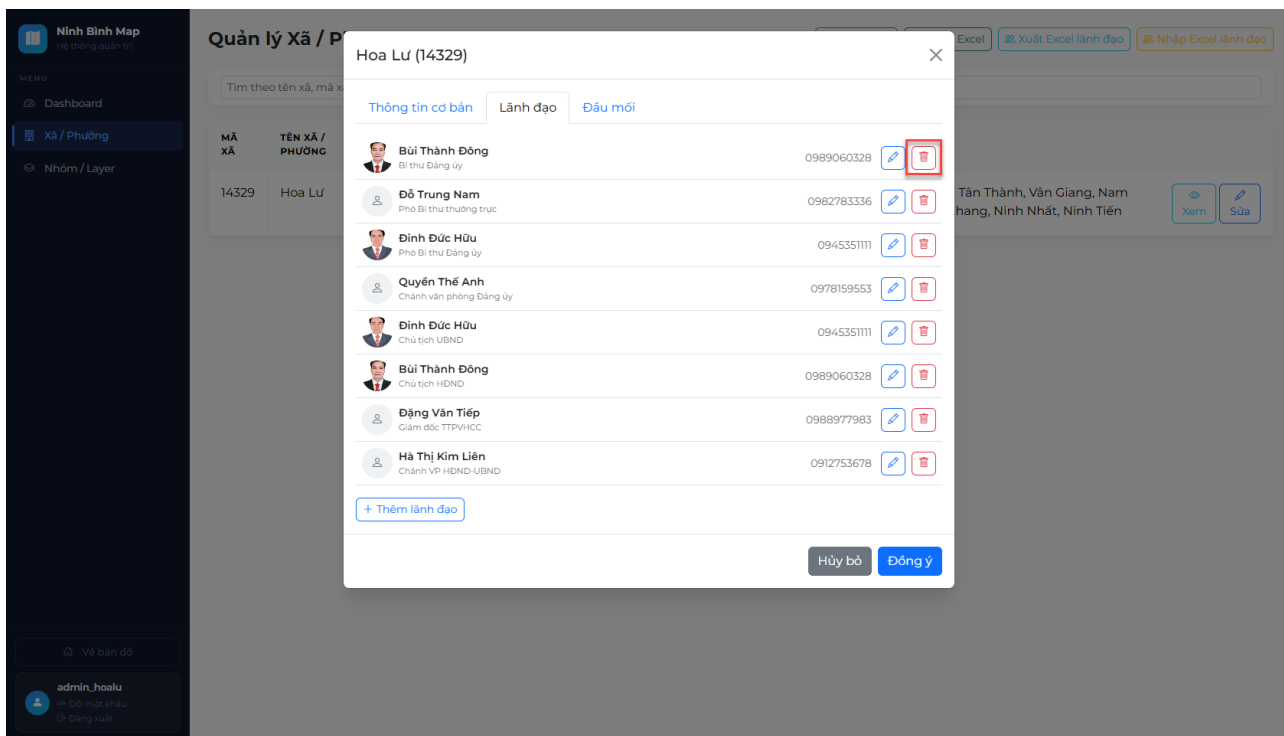 Ninh Bình Map
Hệ thống quản trị
MENU
Dashboard
Xã / Phường
Nhóm / Layer
Về bản đồ
admin_hoalu
Đổi mật khẩu
Đăng xuất
Quản lý Xã / P
Excel
Xuất Excel lãnh đạo
Nhập Excel lãnh đạo
Tìm theo tên xã, mã x
MÃ XÃ
TÊN XÃ / PHƯỜNG
14329
Hoa Lư
Tân Thành, Vân Giang, Nam
hang, Ninh Nhất, Ninh Tiến
Xem
Sửa
Hoa Lư (14329)
Thông tin cơ bản
Lãnh đạo
Đầu mối
Bùi Thành Đông
Bí thư Đảng ủy
0989060328
Đỗ Trung Nam
Phó Bí thư thường trực
0982783336
Đinh Đức Hữu
Phó Bí thư Đảng ủy
0945351111
Quyền Thế Anh
Chánh văn phòng Đảng ủy
0978159553
Đinh Đức Hữu
Chủ tịch UBND
0945351111
Bùi Thành Đông
Chủ tịch HĐND
0989060328
Đặng Văn Tiếp
Giám đốc TTPVHCC
0988977983
Hà Thị Kim Liên
Chánh VP HĐND-UBND
0912753678
+ Thêm lãnh đạo
Hủy bỏ
Đồng ý